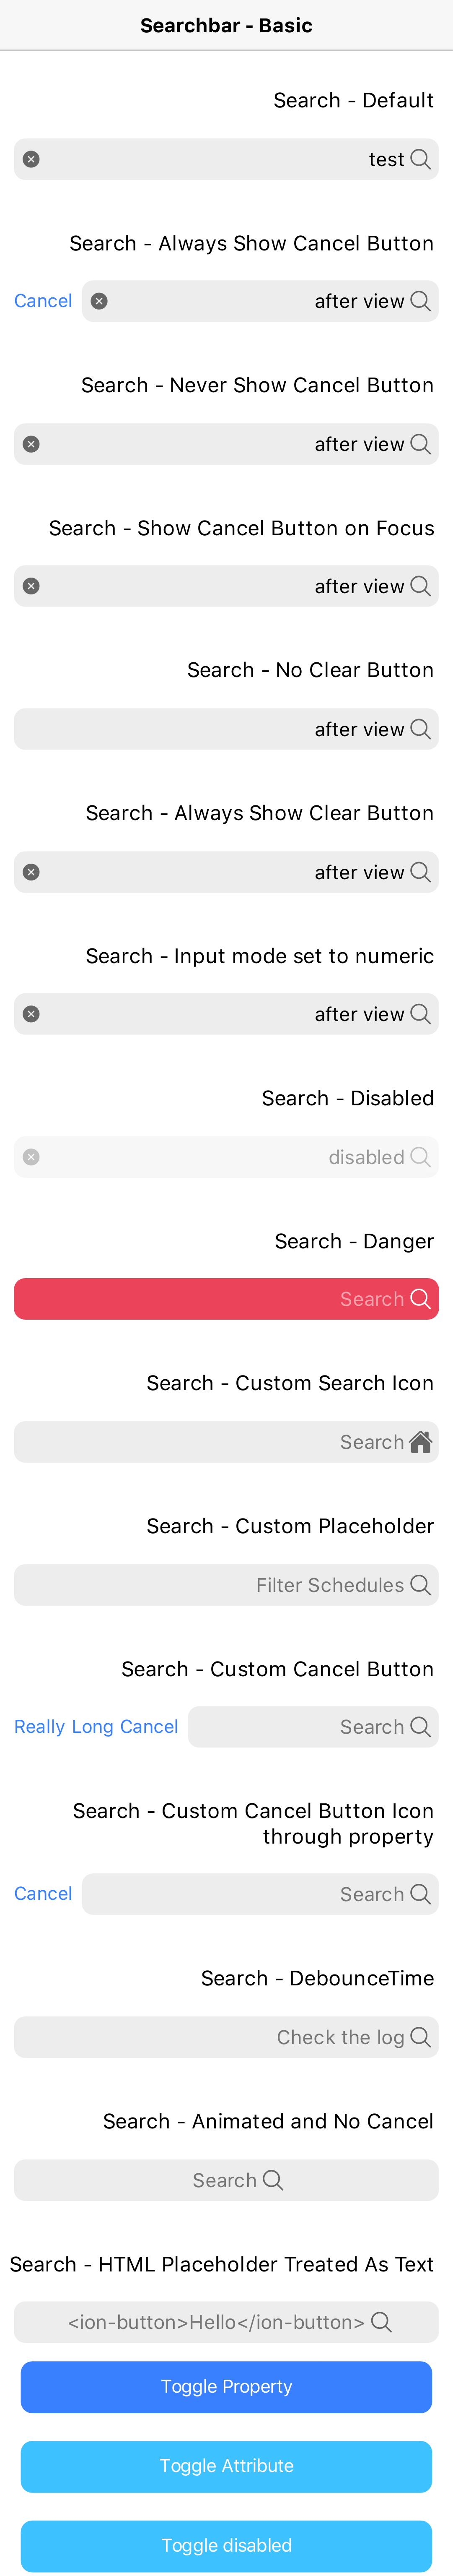 Searchbar - Basic
Search - Default
test
Search - Always Show Cancel Button
Cancel
after view
Search - Never Show Cancel Button
after view
Search - Show Cancel Button on Focus
after view
Search - No Clear Button
after view
Search - Always Show Clear Button
after view
Search - Input mode set to numeric
after view
Search - Disabled
disabled
Search - Danger
Search
Search - Custom Search Icon
Search
Search - Custom Placeholder
Filter Schedules
Search - Custom Cancel Button
Really Long Cancel
Search
Search - Custom Cancel Button Icon
through property
Cancel
Search
Search - DebounceTime
Check the log
Search - Animated and No Cancel
Search
Search - HTML Placeholder Treated As Text
<ion-button>Hello</ion-button>
Toggle Property
Toggle Attribute
Toggle disabled